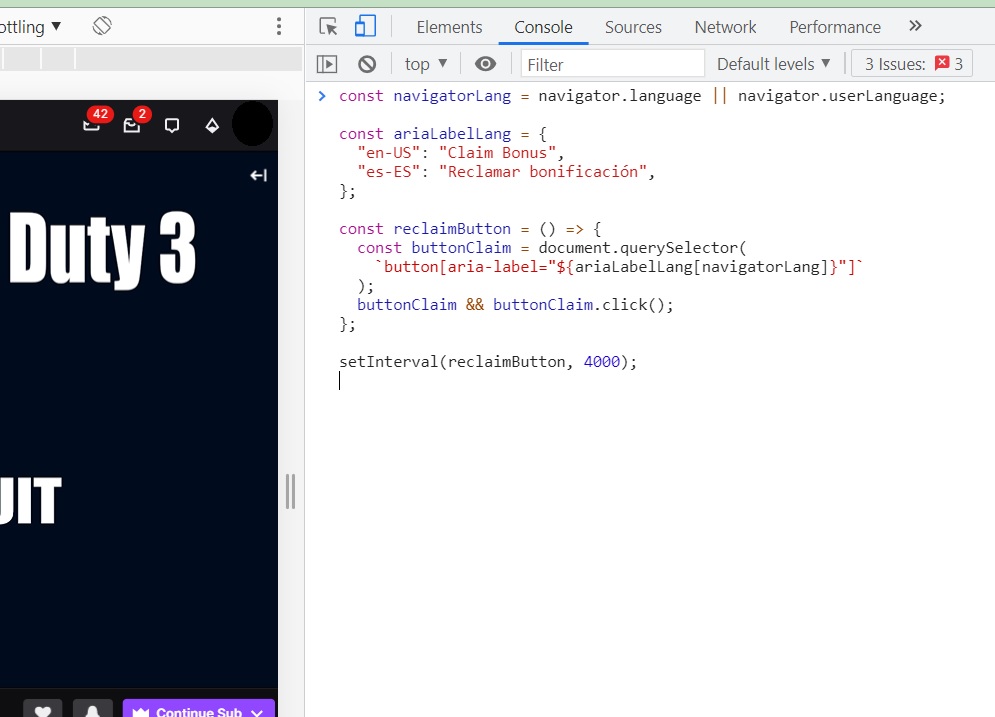 ottling ▼
Elements Console Sources Network Performance »
top ▼ Filter Default levels ▼ 3 Issues: 3
42 2
Duty 3
UIT
Continue Sub
const navigatorLang = navigator.language || navigator.userLanguage;
const ariaLabelLang = {
"en-US": "Claim Bonus",
"es-ES": "Reclamar bonificación",
};
const reclaimButton = () => {
const buttonClaim = document.querySelector(
`button[aria-label="${ariaLabelLang[navigatorLang]}"]`
);
buttonClaim && buttonClaim.click();
};
setInterval(reclaimButton, 4000);